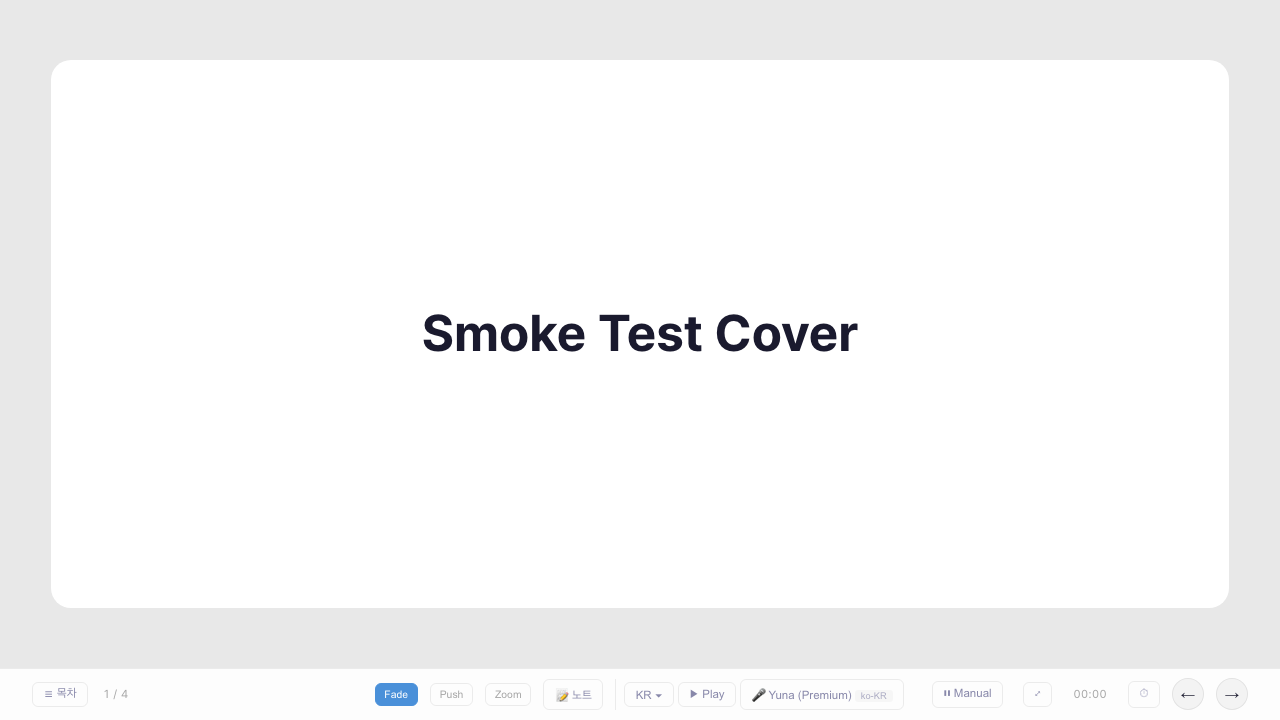 Smoke Test Cover
≡ 목차
1 / 4
Fade
Push
Zoom
📝 노트
KR
Play
🎤 Yuna (Premium) ko-KR
Manual
00:00
← →